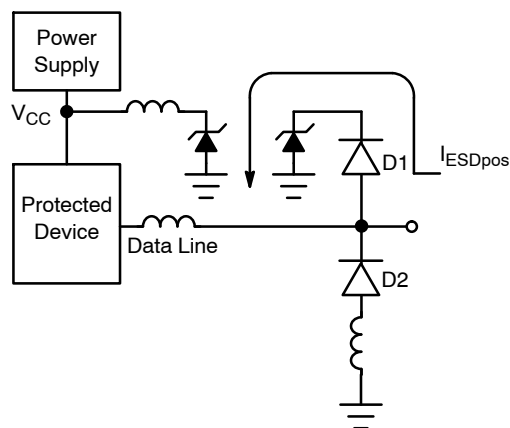 Power
Supply
VCC
D1
IESDpos
Protected
Device
Data Line
D2